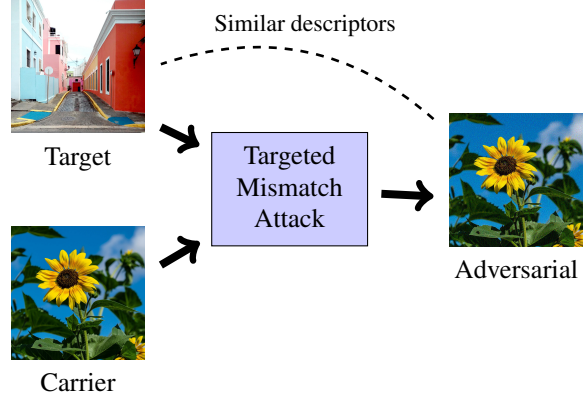 Similar descriptors
Target
Targeted
Mismatch
Attack
Adversarial
Carrier